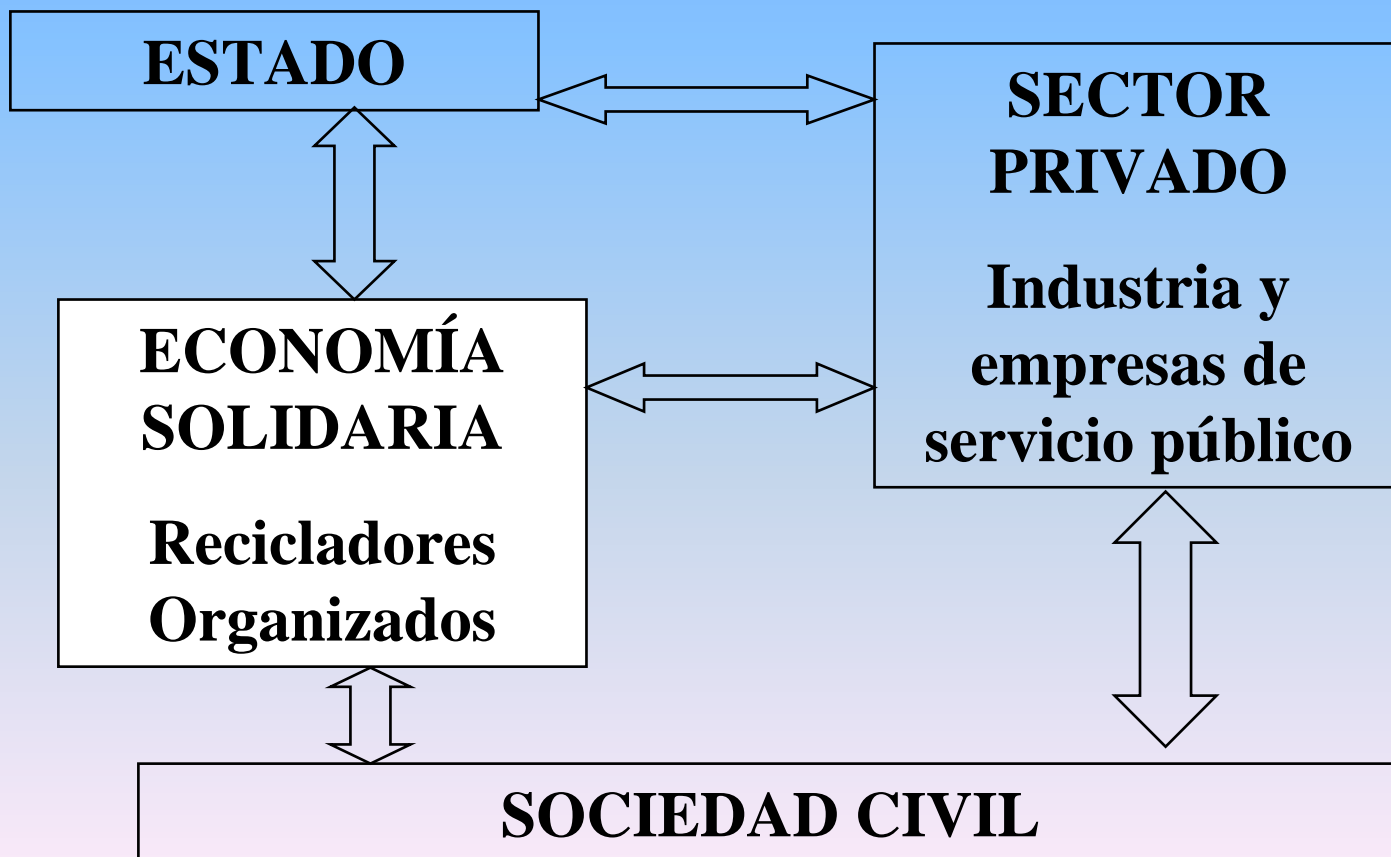 ESTADO
SECTOR
PRIVADO
Industria y
empresas de
servicio público
ECONOMÍA
SOLIDARIA
Recicladores
Organizados
SOCIEDAD CIVIL